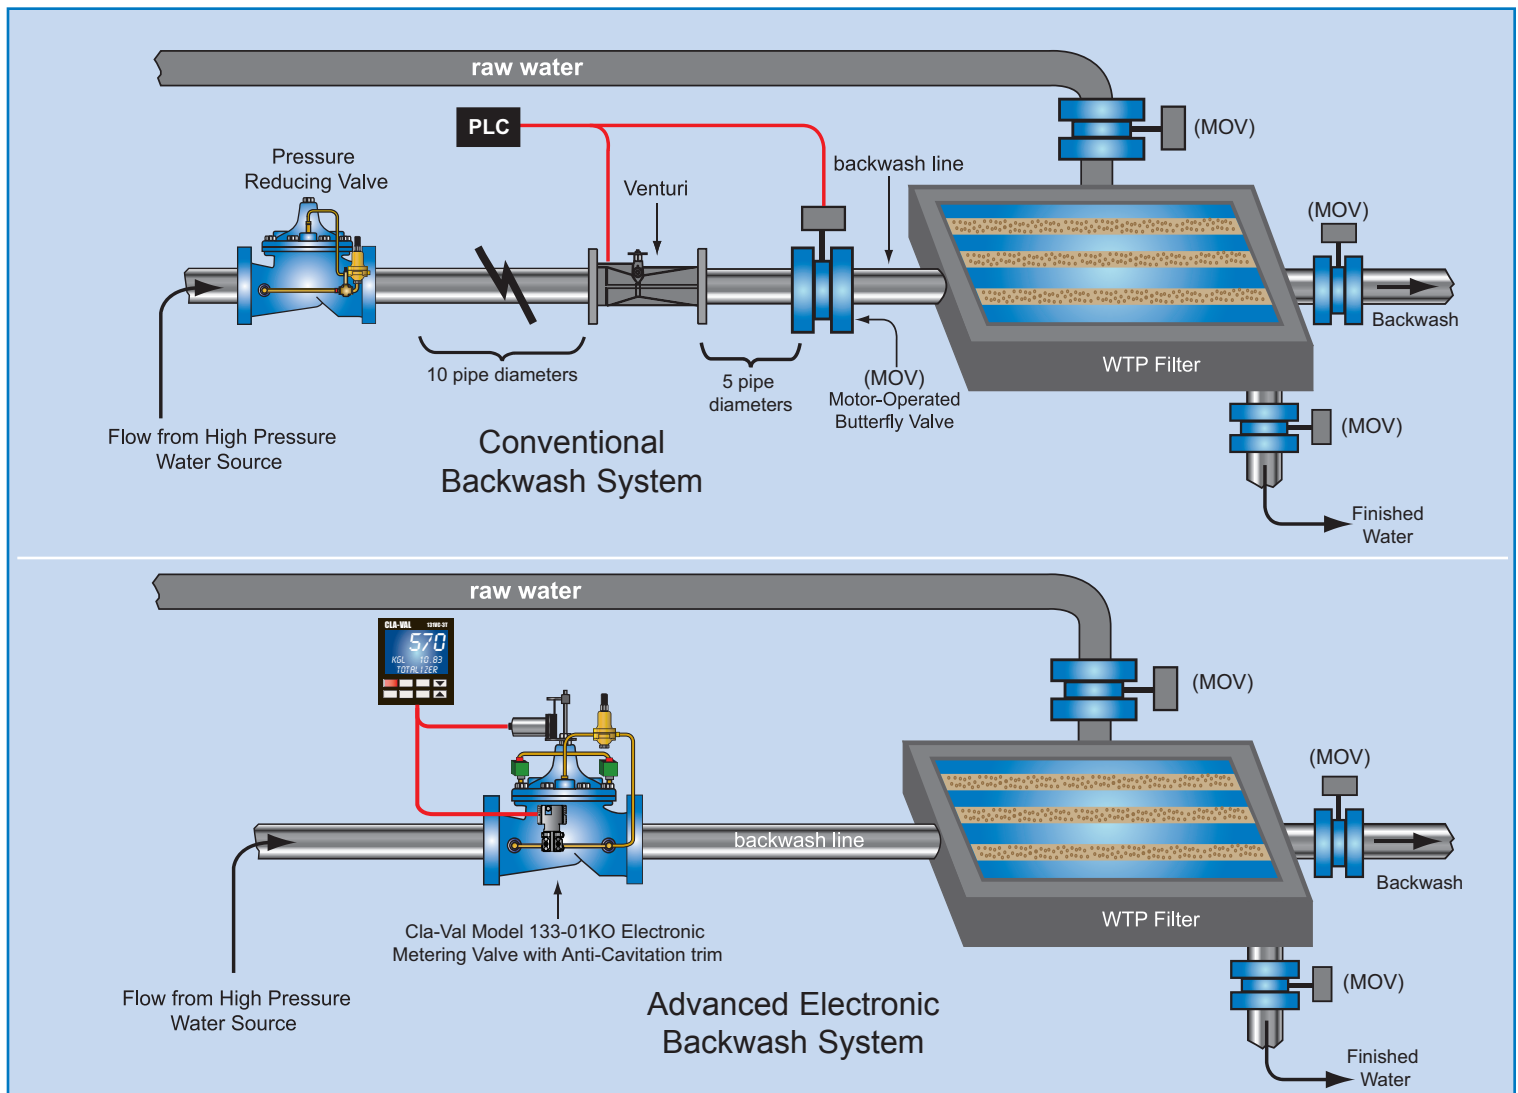 raw water
PLC
(MOV)
Pressure
Reducing Valve
Venturi
backwash line
(MOV)
Backwash
WTP Filter
10 pipe diameters
5 pipe
diameters
(MOV)
Motor-Operated
Butterfly Valve
(MOV)
Flow from High Pressure
Water Source
Conventional
Backwash System
Finished
Water
raw water
CLA-VAL 131VC-3T
570
KGL 10.83
TOTALIZER
(MOV)
(MOV)
backwash line
Backwash
WTP Filter
Cla-Val Model 133-01KO Electronic
Metering Valve with Anti-Cavitation trim
(MOV)
Flow from High Pressure
Water Source
Advanced Electronic
Backwash System
Finished
Water